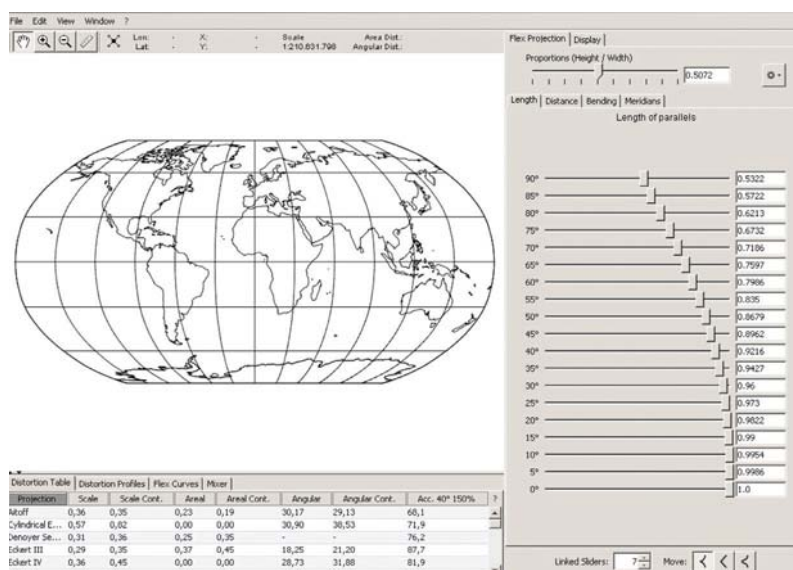 File Edit View Window ?
Lon: - X: - Scale Area Dist.:
Lat: - Y: - 1:210.831.798 Angular Dist.:
Flex Projection Display
Proportions (Height / Width)
0.5072
Length Distance Bending Meridians
Length of parallels
90° 0.5322
85° 0.5722
80° 0.6213
75° 0.6732
70° 0.7186
65° 0.7597
60° 0.7986
55° 0.835
50° 0.8679
45° 0.8962
40° 0.9216
35° 0.9427
30° 0.96
25° 0.973
20° 0.9822
15° 0.99
10° 0.9954
5° 0.9986
0° 1.0
Linked Sliders: 7 Move:
Distortion Table Distortion Profiles Flex Curves Mixer
Projection Scale Scale Cont. Areal Areal Cont. Angular Angular Cont. Acc. 40° 150% ?
Aitoff 0,36 0,35 0,23 0,19 30,17 29,13 68,1
Cylindrical E... 0,57 0,82 0,00 0,00 30,90 38,53 71,9
Denoyer Se... 0,31 0,36 0,25 0,35 - - 76,2
Eckert III 0,29 0,35 0,37 0,45 18,25 21,20 87,7
Eckert IV 0,36 0,45 0,00 0,00 28,73 31,88 81,9